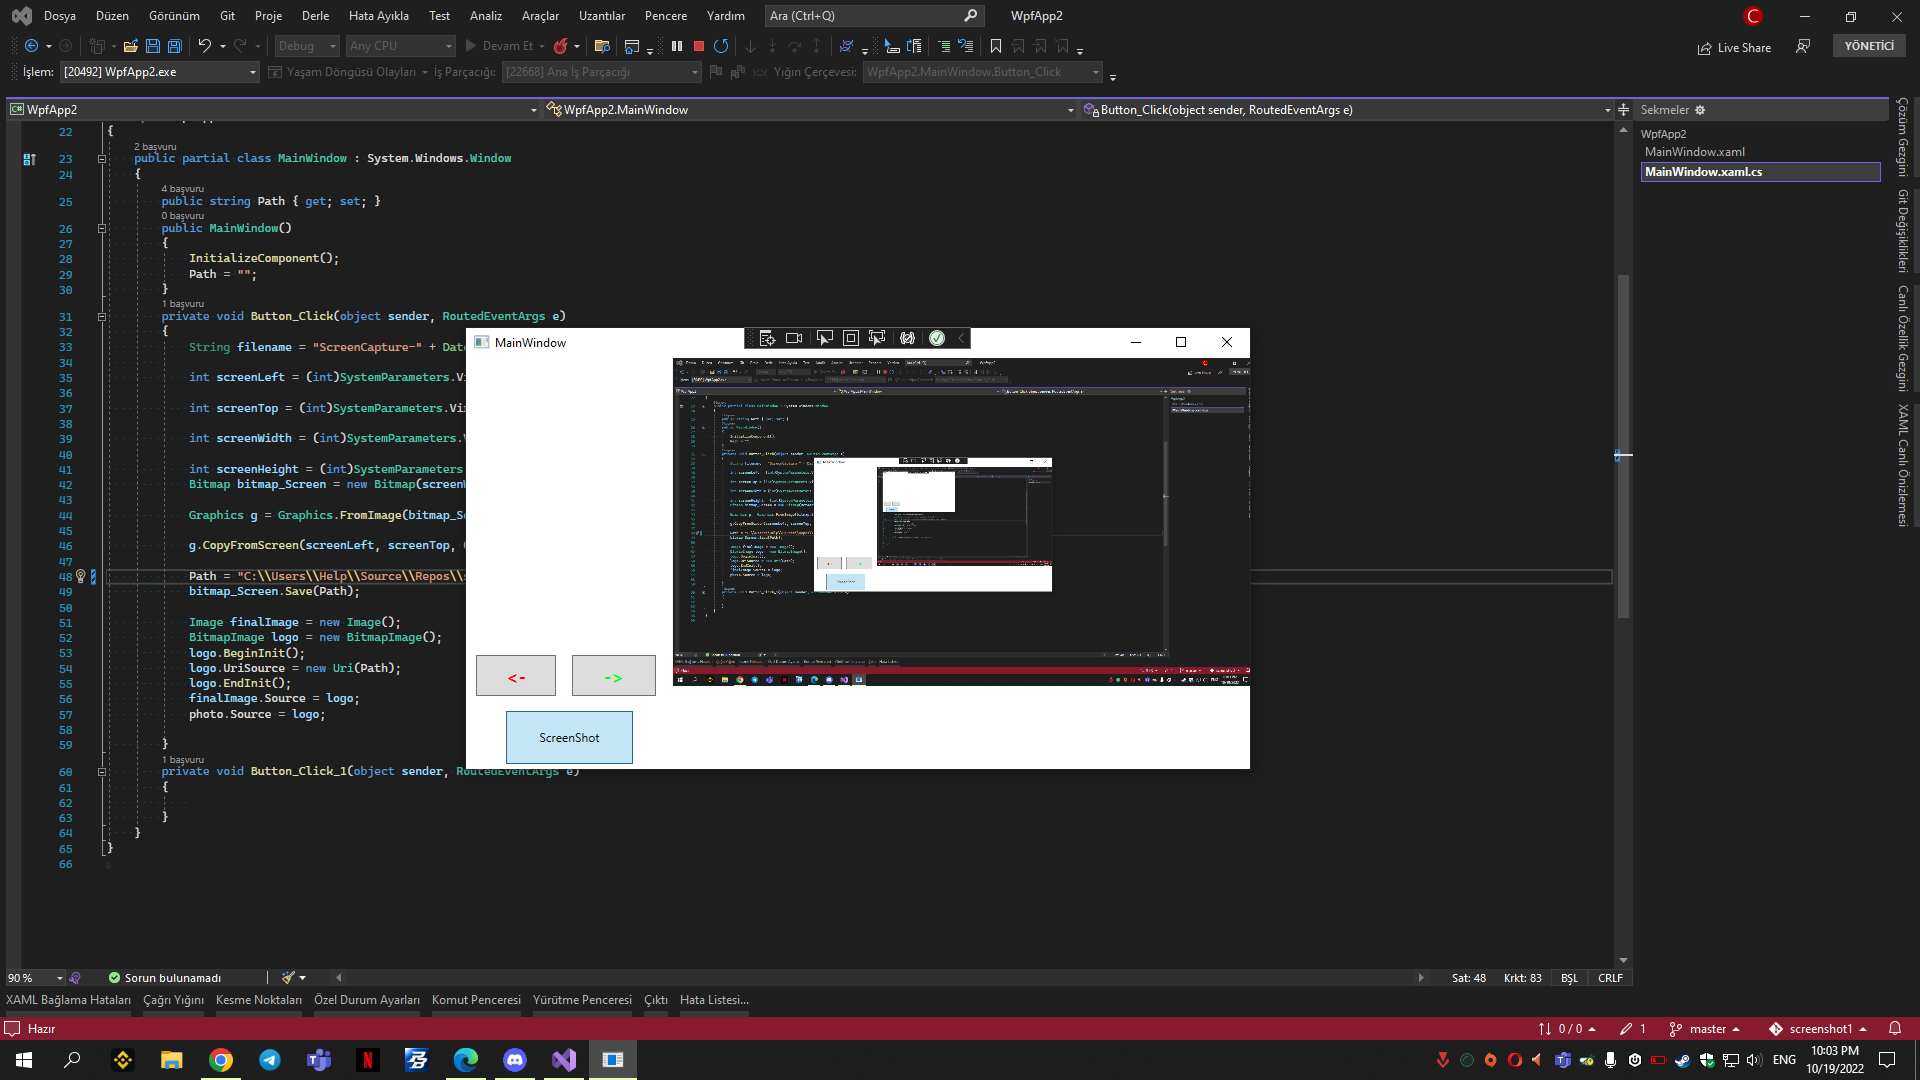 Dosya Düzen Görünüm Git Proje Derle Hata Ayıkla Test Analiz Araçlar Uzantılar Pencere Yardım Ara (Ctrl+Q) WpfApp2 C
Debug Any CPU Devam Et Live Share YÖNETİCİ
İşlem: [20492] WpfApp2.exe Yaşam Döngüsü Olayları İş Parçacığı: [22668] Ana İş Parçacığı Yığın Çerçevesi: WpfApp2.MainWindow.Button_Click
C# WpfApp2 WpfApp2.MainWindow Button_Click(object sender, RoutedEventArgs e) Sekmeler
WpfApp2
MainWindow.xaml
MainWindow.xaml.cs
Çözüm Gezgini
Git Değişiklikleri
Canlı Özellik Gezgini
XAML Canlı Önizlemesi
22 {
2 başvuru
23 public partial class MainWindow : System.Windows.Window
24 {
4 başvuru
25 public string Path { get; set; }
0 başvuru
26 public MainWindow()
27 {
28 InitializeComponent();
29 Path = "";
30 }
1 başvuru
31 private void Button_Click(object sender, RoutedEventArgs e)
32 {
33 String filename = "ScreenCapture-" + Dat
34
35 int screenLeft = (int)SystemParameters.Vi
36
37 int screenTop = (int)SystemParameters.Vir
38
39 int screenWidth = (int)SystemParameters.
40
41 int screenHeight = (int)SystemParameters
42 Bitmap bitmap_Screen = new Bitmap(screen
43
44 Graphics g = Graphics.FromImage(bitmap_S
45
46 g.CopyFromScreen(screenLeft, screenTop,
47
48 Path = "C:\\Users\\Help\\Source\\Repos\\
49 bitmap_Screen.Save(Path);
50
51 Image finalImage = new Image();
52 BitmapImage logo = new BitmapImage();
53 logo.BeginInit();
54 logo.UriSource = new Uri(Path);
55 logo.EndInit();
56 finalImage.Source = logo;
57 photo.Source = logo;
58
59 }
1 başvuru
60 private void Button_Click_1(object sender, RoutedEventArgs e)
61 {
62
63 }
64 }
65 }
66
MainWindow
<- ->
ScreenShot
90 % Sorun bulunamadı Sat: 48 Krkt: 83 BŞL CRLF
XAML Bağlama Hataları Çağrı Yığını Kesme Noktaları Özel Durum Ayarları Komut Penceresi Yürütme Penceresi Çıktı Hata Listesi...
Hazır 0 / 0 1 master screenshot1
ENG 10:03 PM
10/19/2022